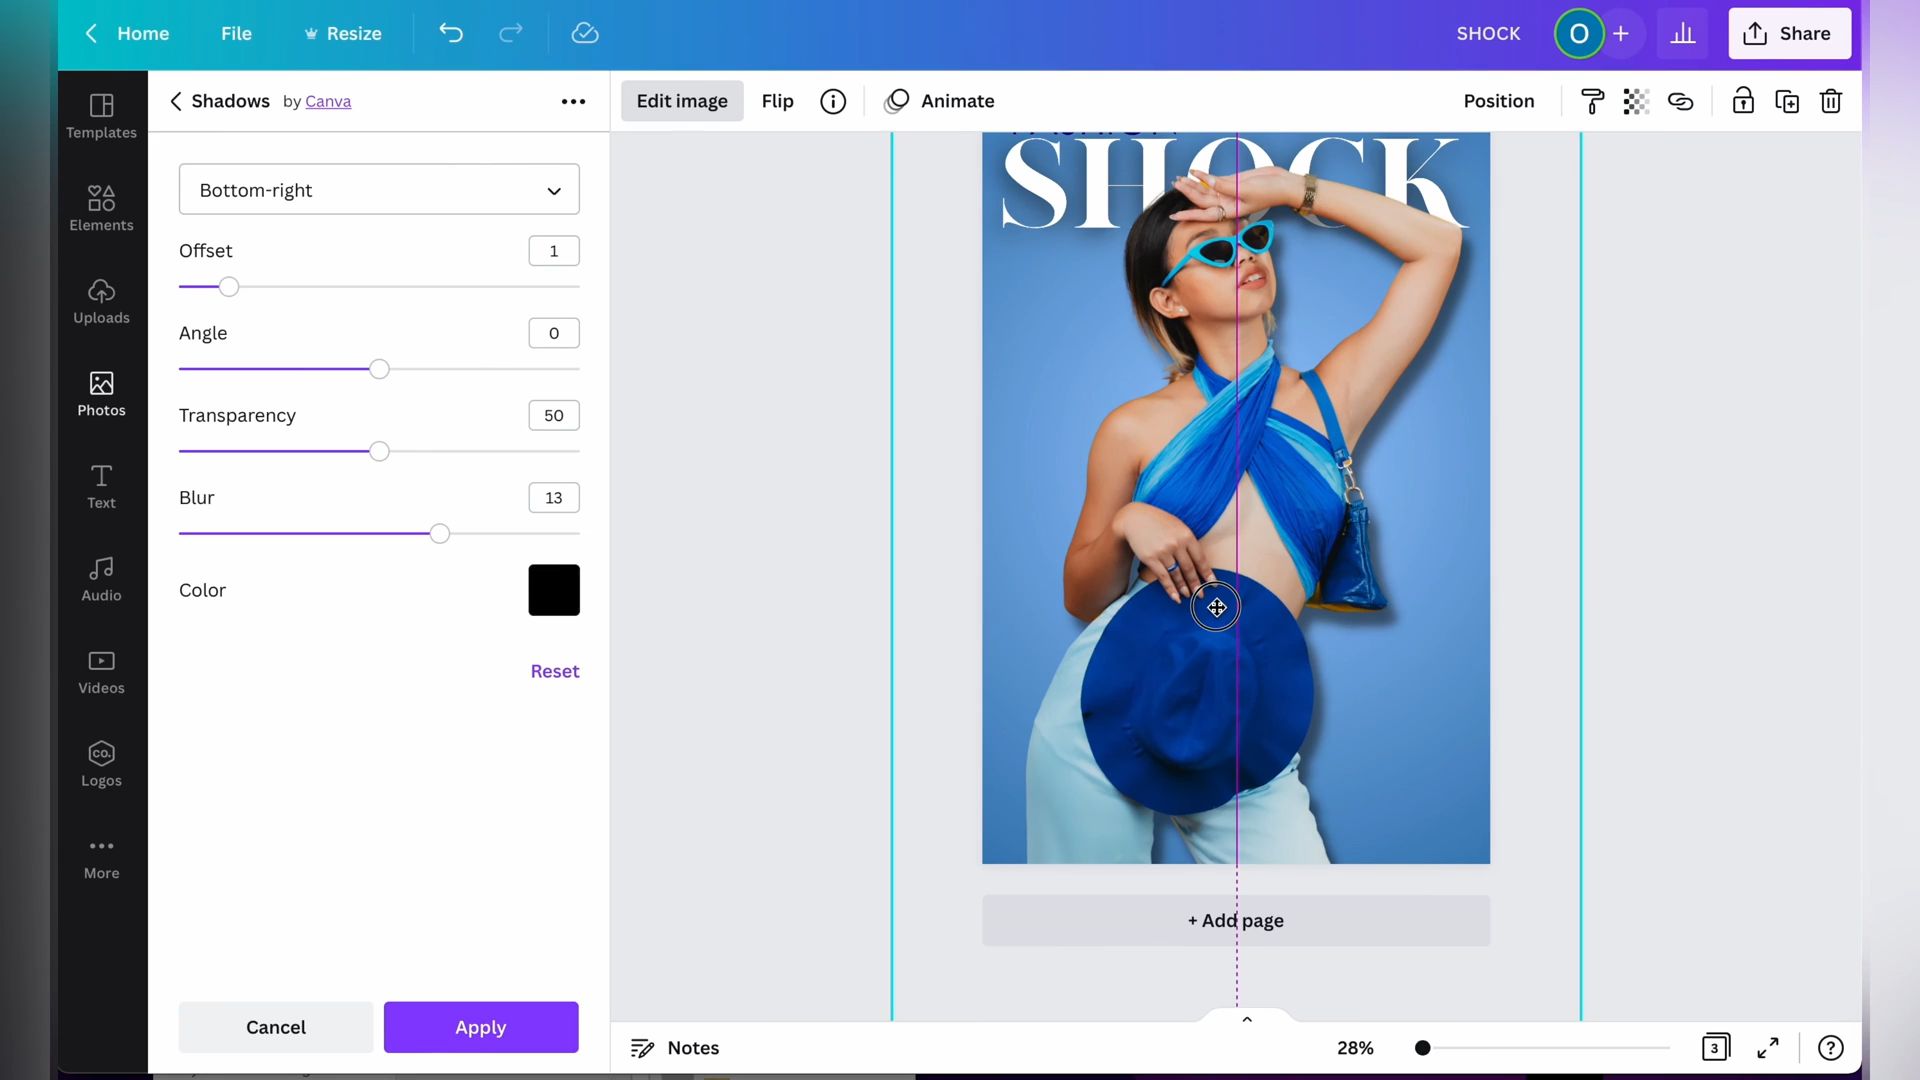 Home
File
Resize
SHOCK
O
+
Share
Templates
Elements
Uploads
Photos
Text
Audio
Videos
CO.
Logos
More
Shadows by Canva
Bottom-right
Offset
1
Angle
0
Transparency
50
Blur
13
Color
Reset
Cancel
Apply
Edit image
Flip
Animate
Position
FASHION
SHOCK
+ Add page
Notes
28%
3
?